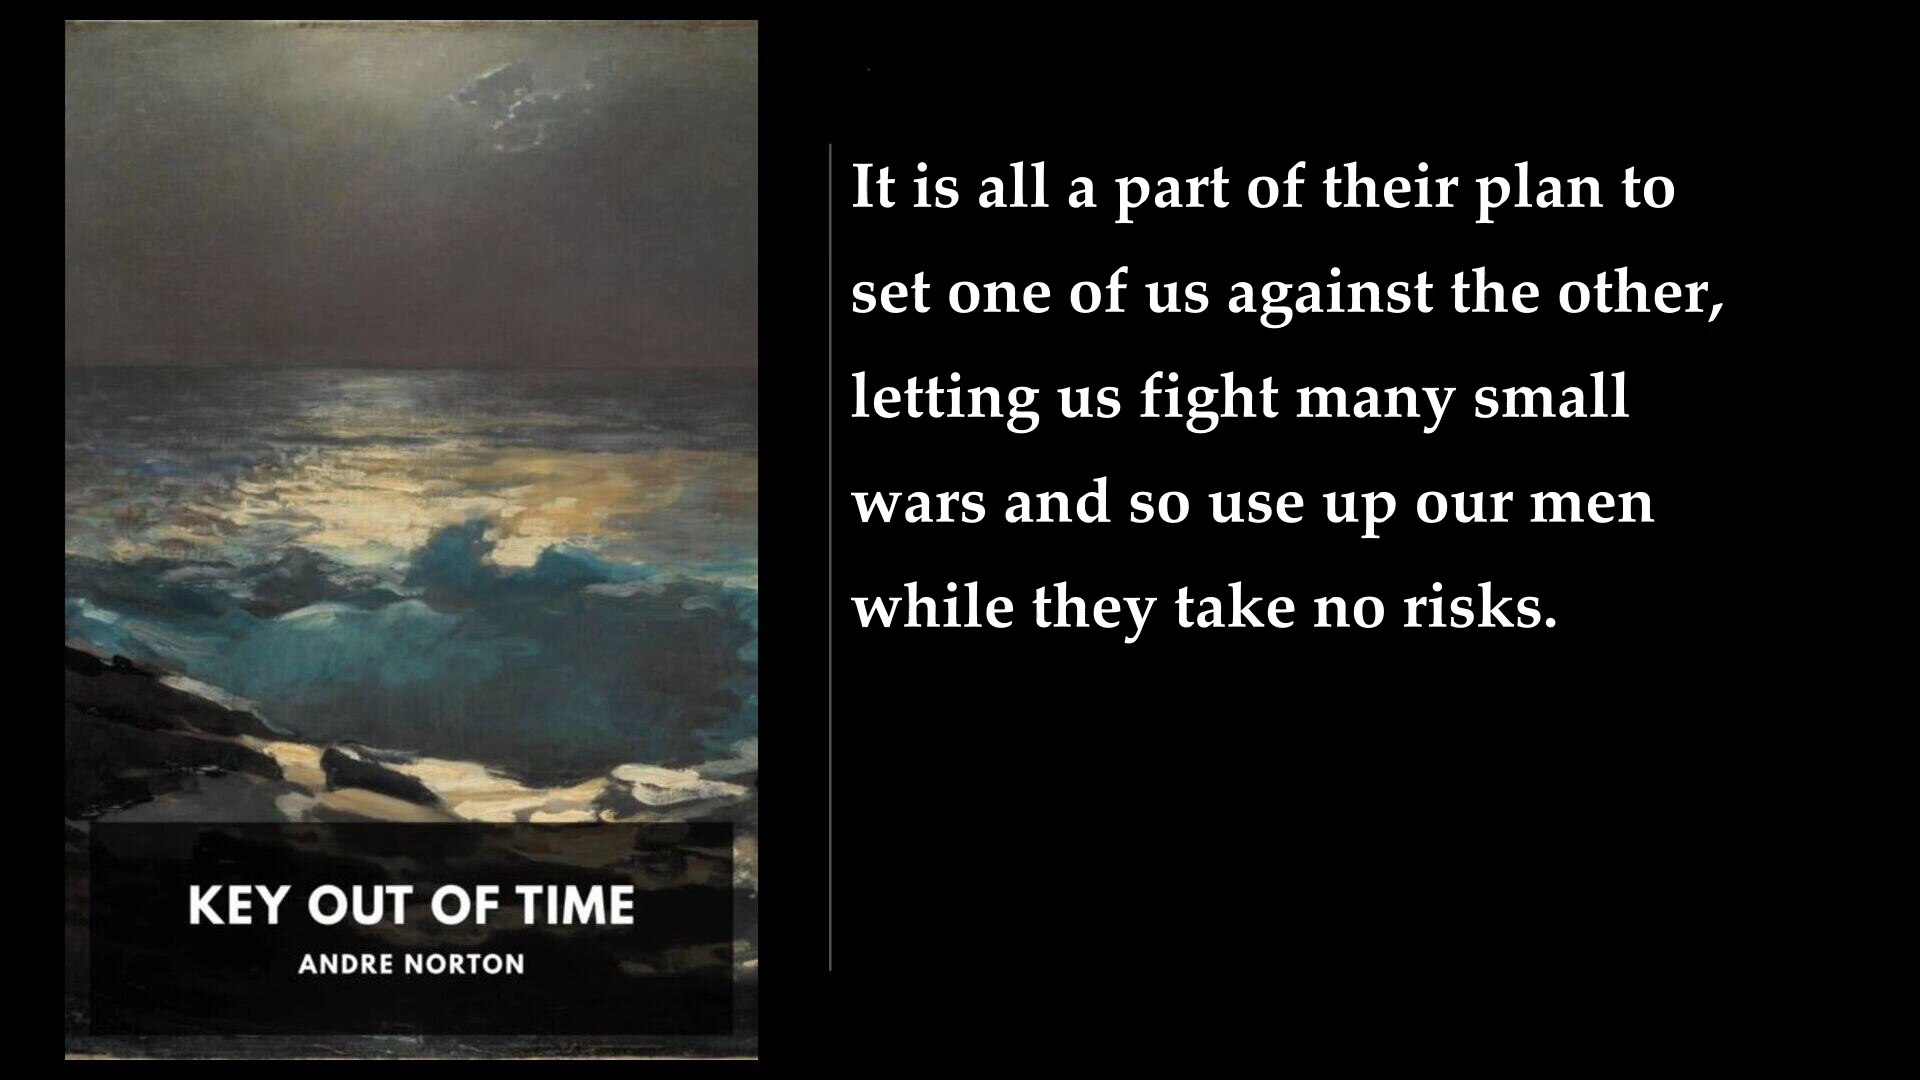 It is all a part of their plan to
set one of us against the other,
letting us fight many small
wars and so use up our men
while they take no risks.
KEY OUT OF TIME
ANDRE NORTON